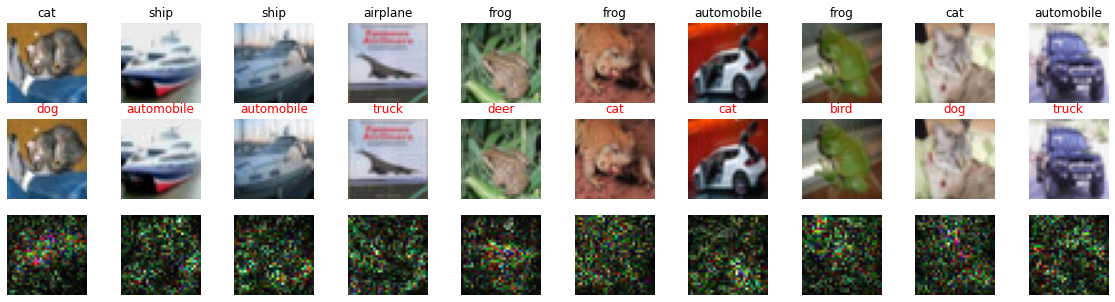 cat ship ship airplane frog frog automobile frog cat automobile
dog automobile automobile truck deer cat cat bird dog truck